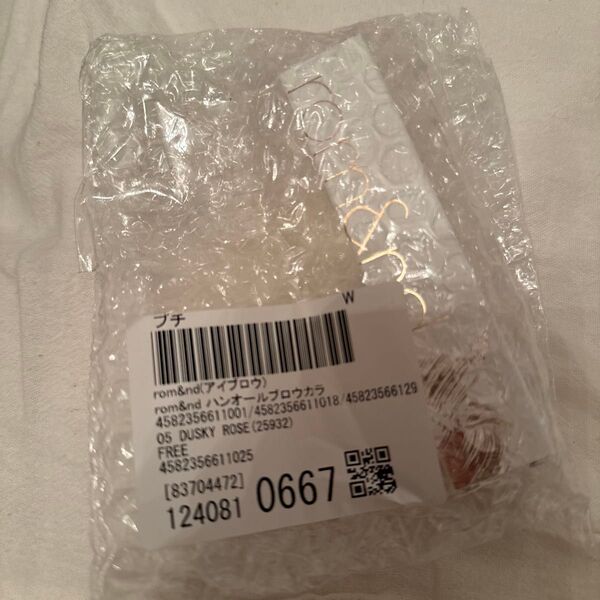 rom&nd
プチ
W
rom&nd(アイブロウ)
rom&nd ハンオールブロウカラ
4582356611001/4582356611018/45823566129
05 DUSKY ROSE(25932)
FREE
4582356611025
[83704472]
124081 0667